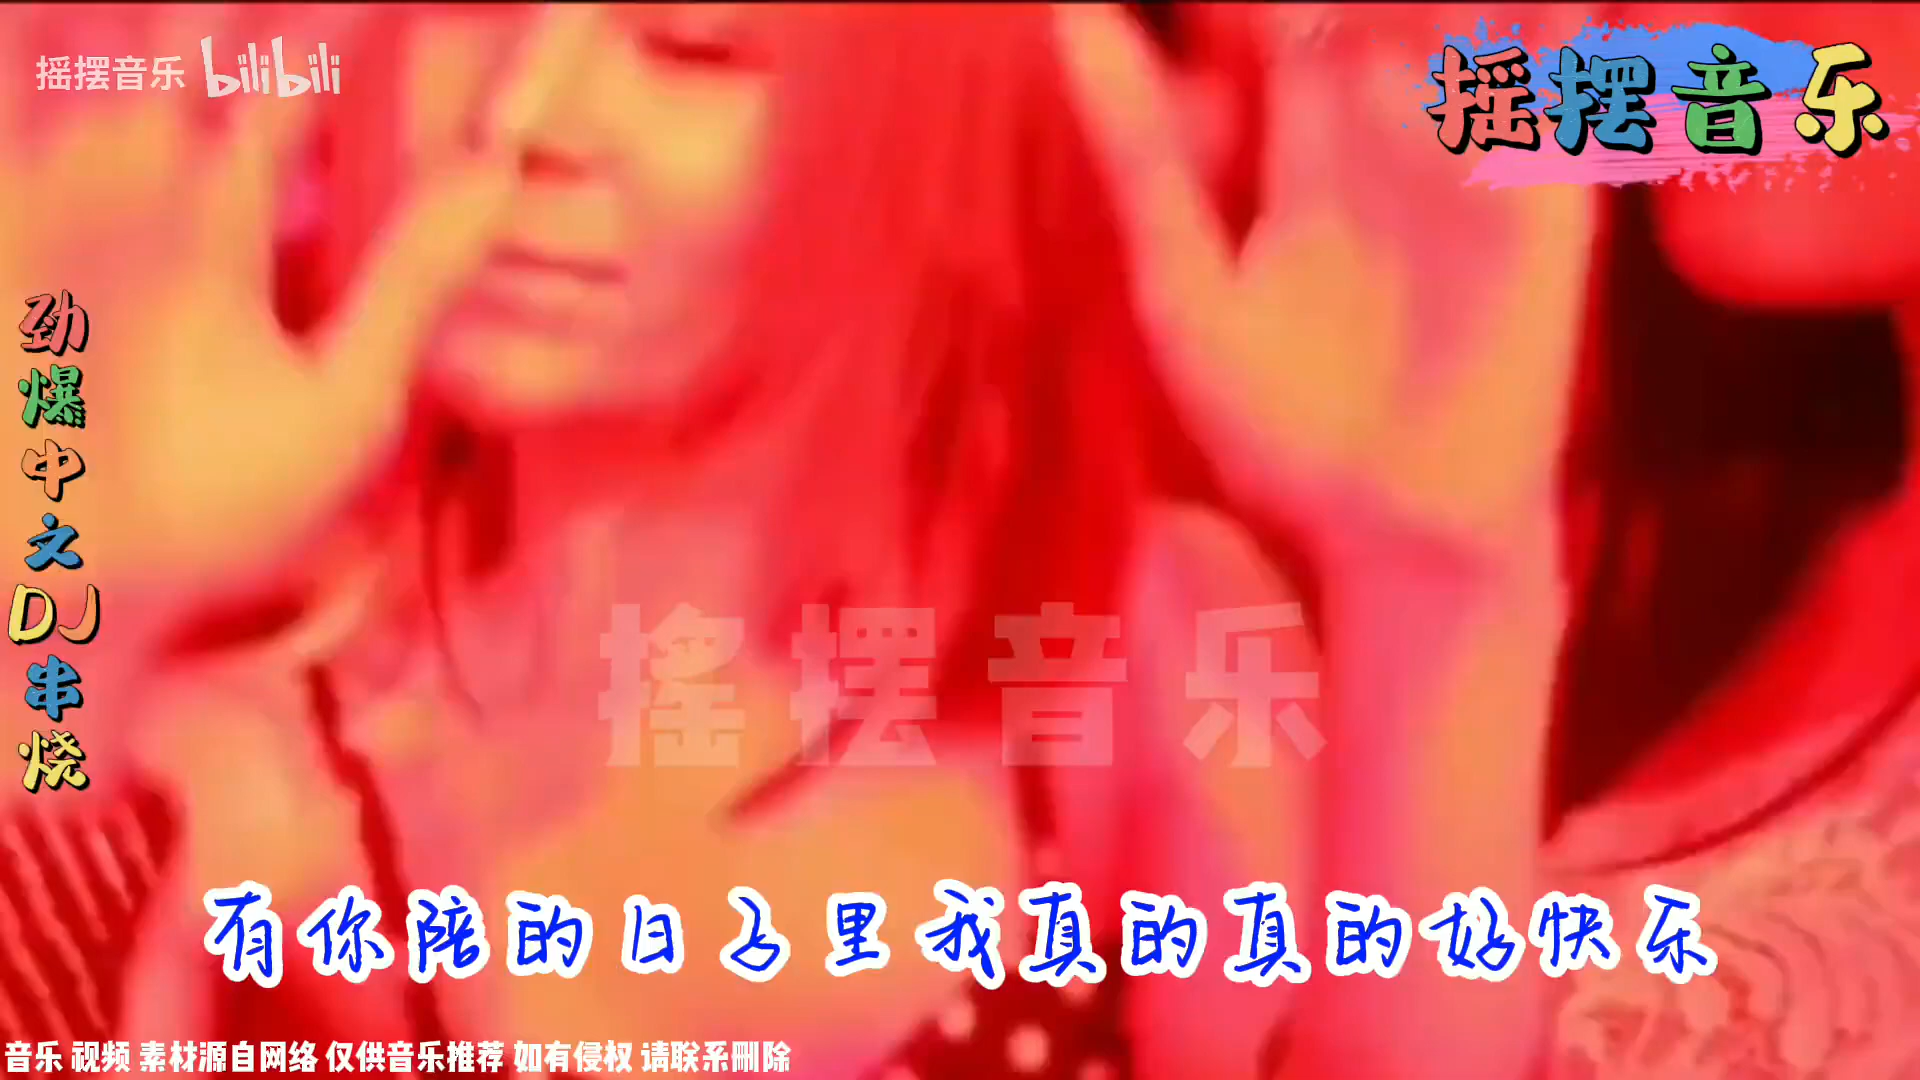 摇摆音乐 bilibili
摇摆音乐
劲爆中文DJ串烧
摇摆音乐
有你陪的日子里我真的真的好快乐
音乐 视频 素材源自网络 仅供音乐推荐 如有侵权 请联系删除